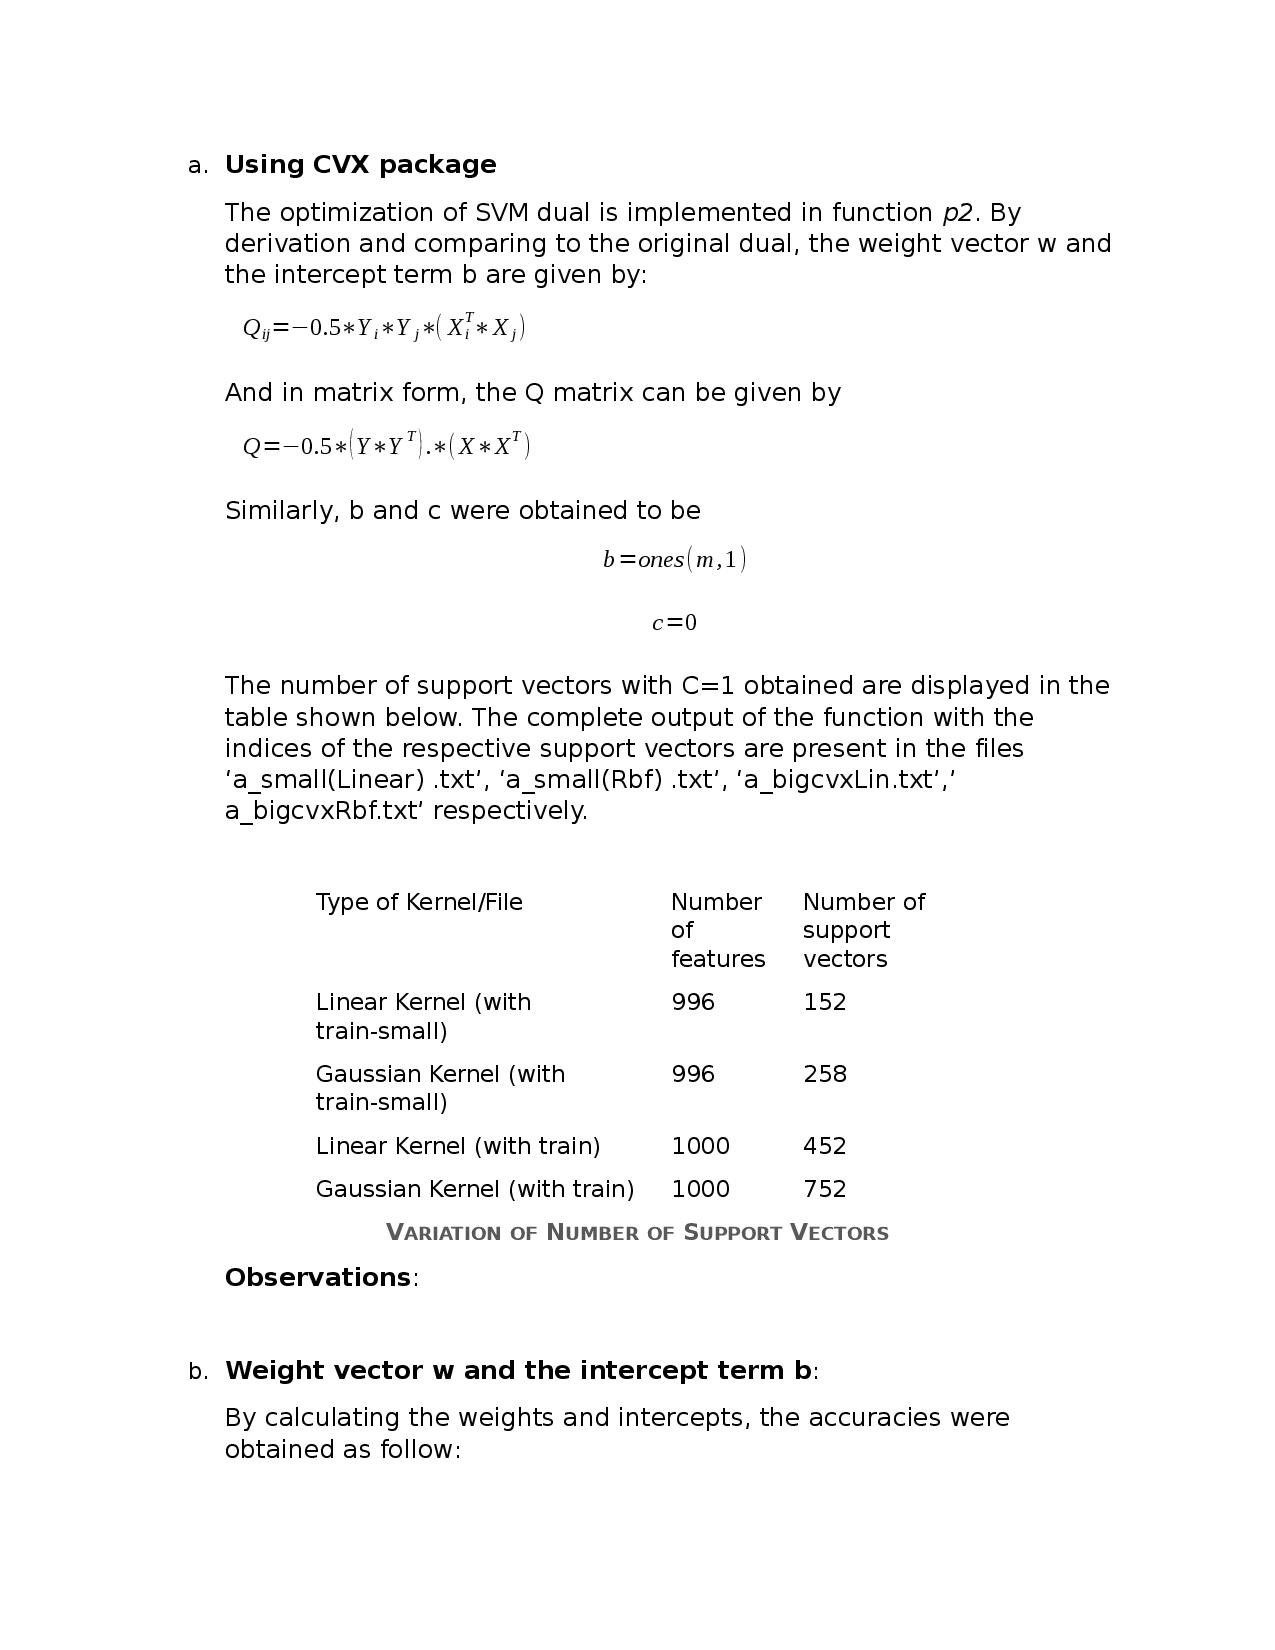 a. Using CVX package
The optimization of SVM dual is implemented in function p2. By
derivation and comparing to the original dual, the weight vector w and
the intercept term b are given by:
Q_{ij}=−0.5∗Y_i∗Y_j∗(X_i^T∗X_j)
And in matrix form, the Q matrix can be given by
Q=−0.5∗(Y∗Y^T).∗(X∗X^T)
Similarly, b and c were obtained to be
b=ones(m,1)
c=0
The number of support vectors with C=1 obtained are displayed in the
table shown below. The complete output of the function with the
indices of the respective support vectors are present in the files
‘a_small(Linear) .txt’, ‘a_small(Rbf) .txt’, ‘a_bigcvxLin.txt’,’
a_bigcvxRbf.txt’ respectively.
Type of Kernel/File Number of features Number of support vectors
Linear Kernel (with train-small) 996 152
Gaussian Kernel (with train-small) 996 258
Linear Kernel (with train) 1000 452
Gaussian Kernel (with train) 1000 752
VARIATION OF NUMBER OF SUPPORT VECTORS
Observations:
b. Weight vector w and the intercept term b:
By calculating the weights and intercepts, the accuracies were
obtained as follow: